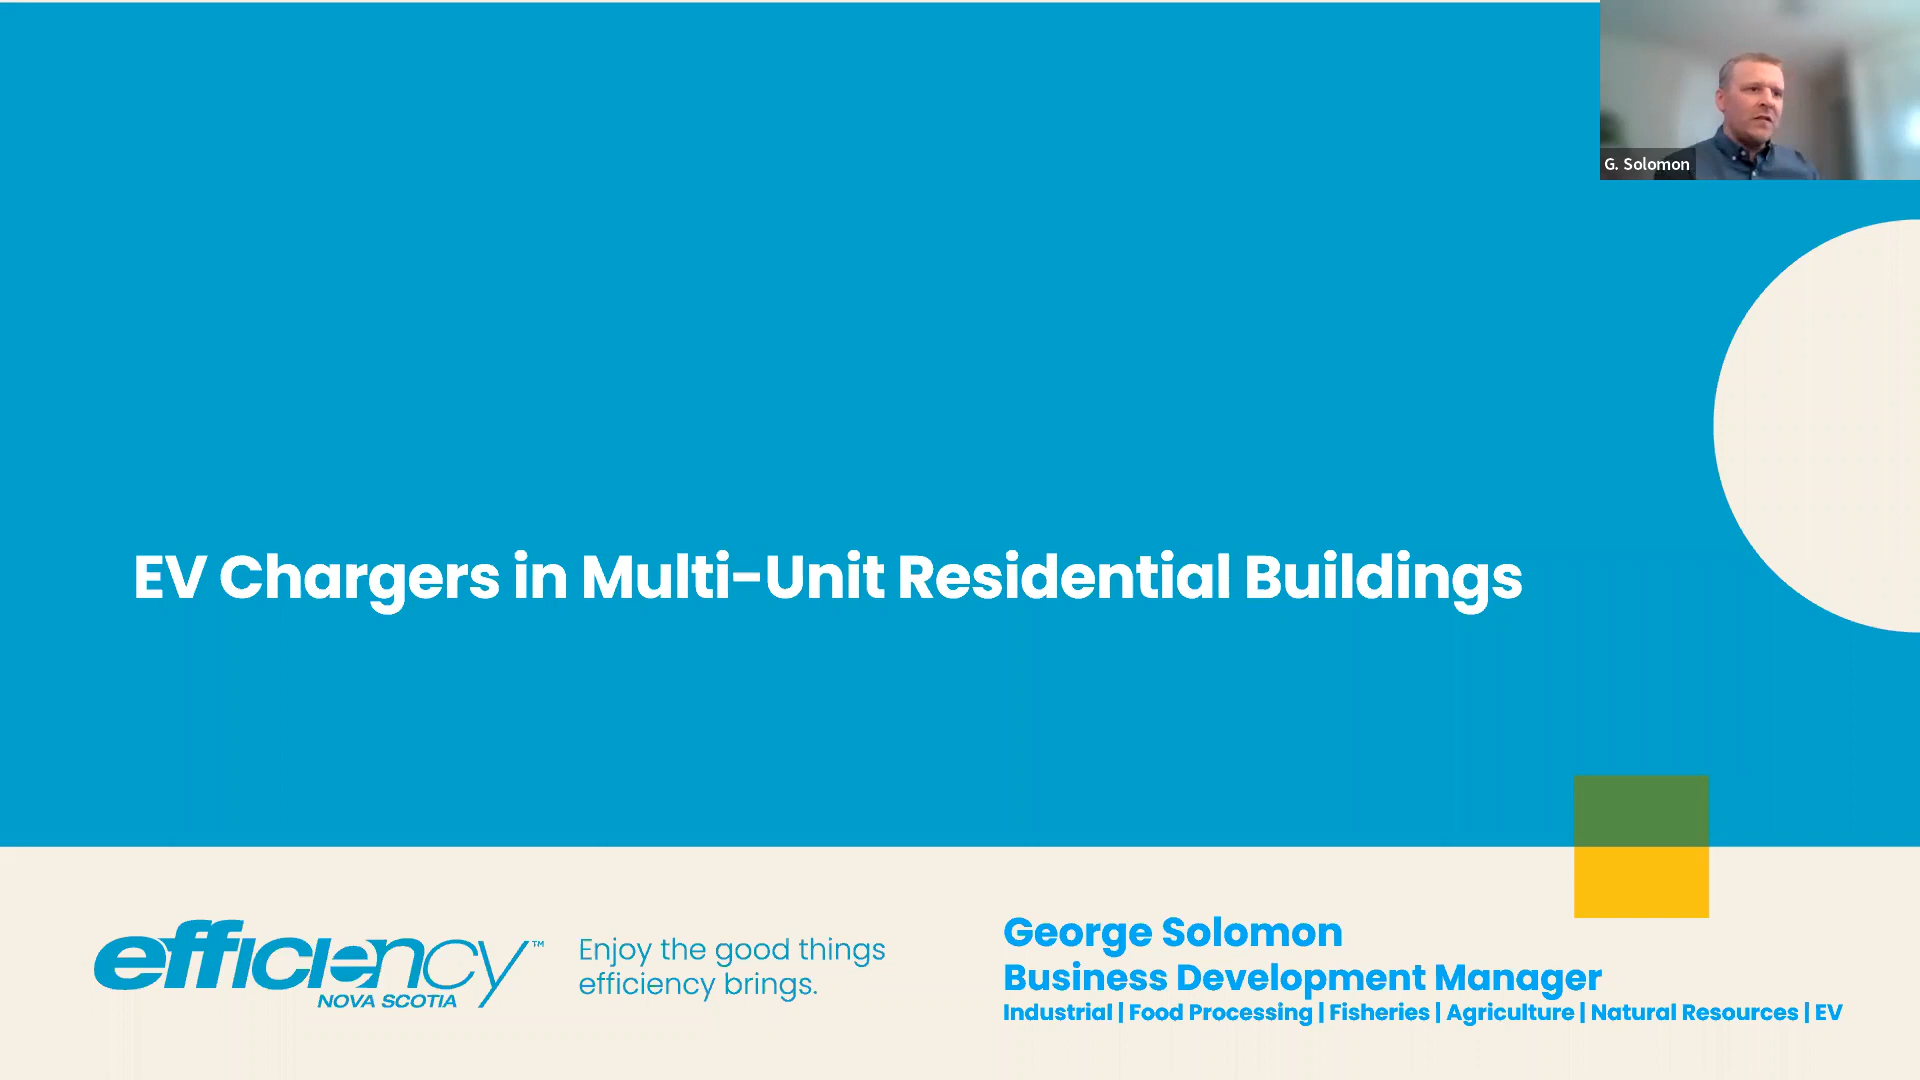 G. Solomon
EV Chargers in Multi-Unit Residential Buildings
efficiency™
NOVA SCOTIA
Enjoy the good things
efficiency brings.
George Solomon
Business Development Manager
Industrial | Food Processing | Fisheries | Agriculture | Natural Resources | EV